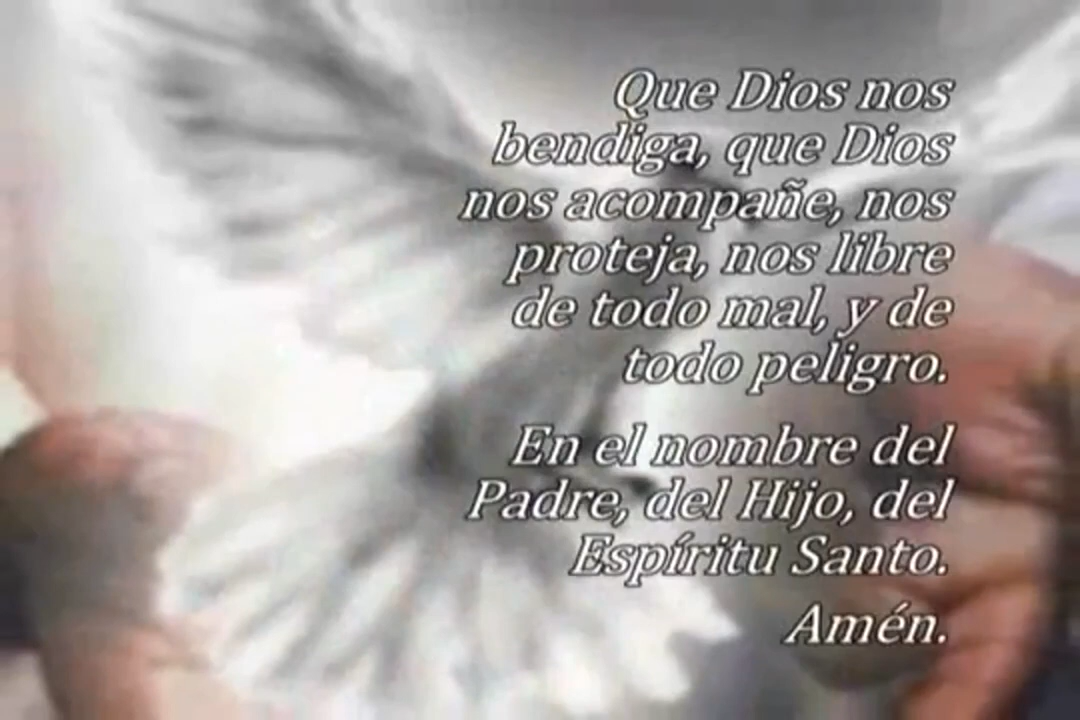 Que Dios nos
bendiga, que Dios
nos acompañe, nos
proteja, nos libre
de todo mal, y de
todo peligro.
En el nombre del
Padre, del Hijo, del
Espíritu Santo.
Amén.